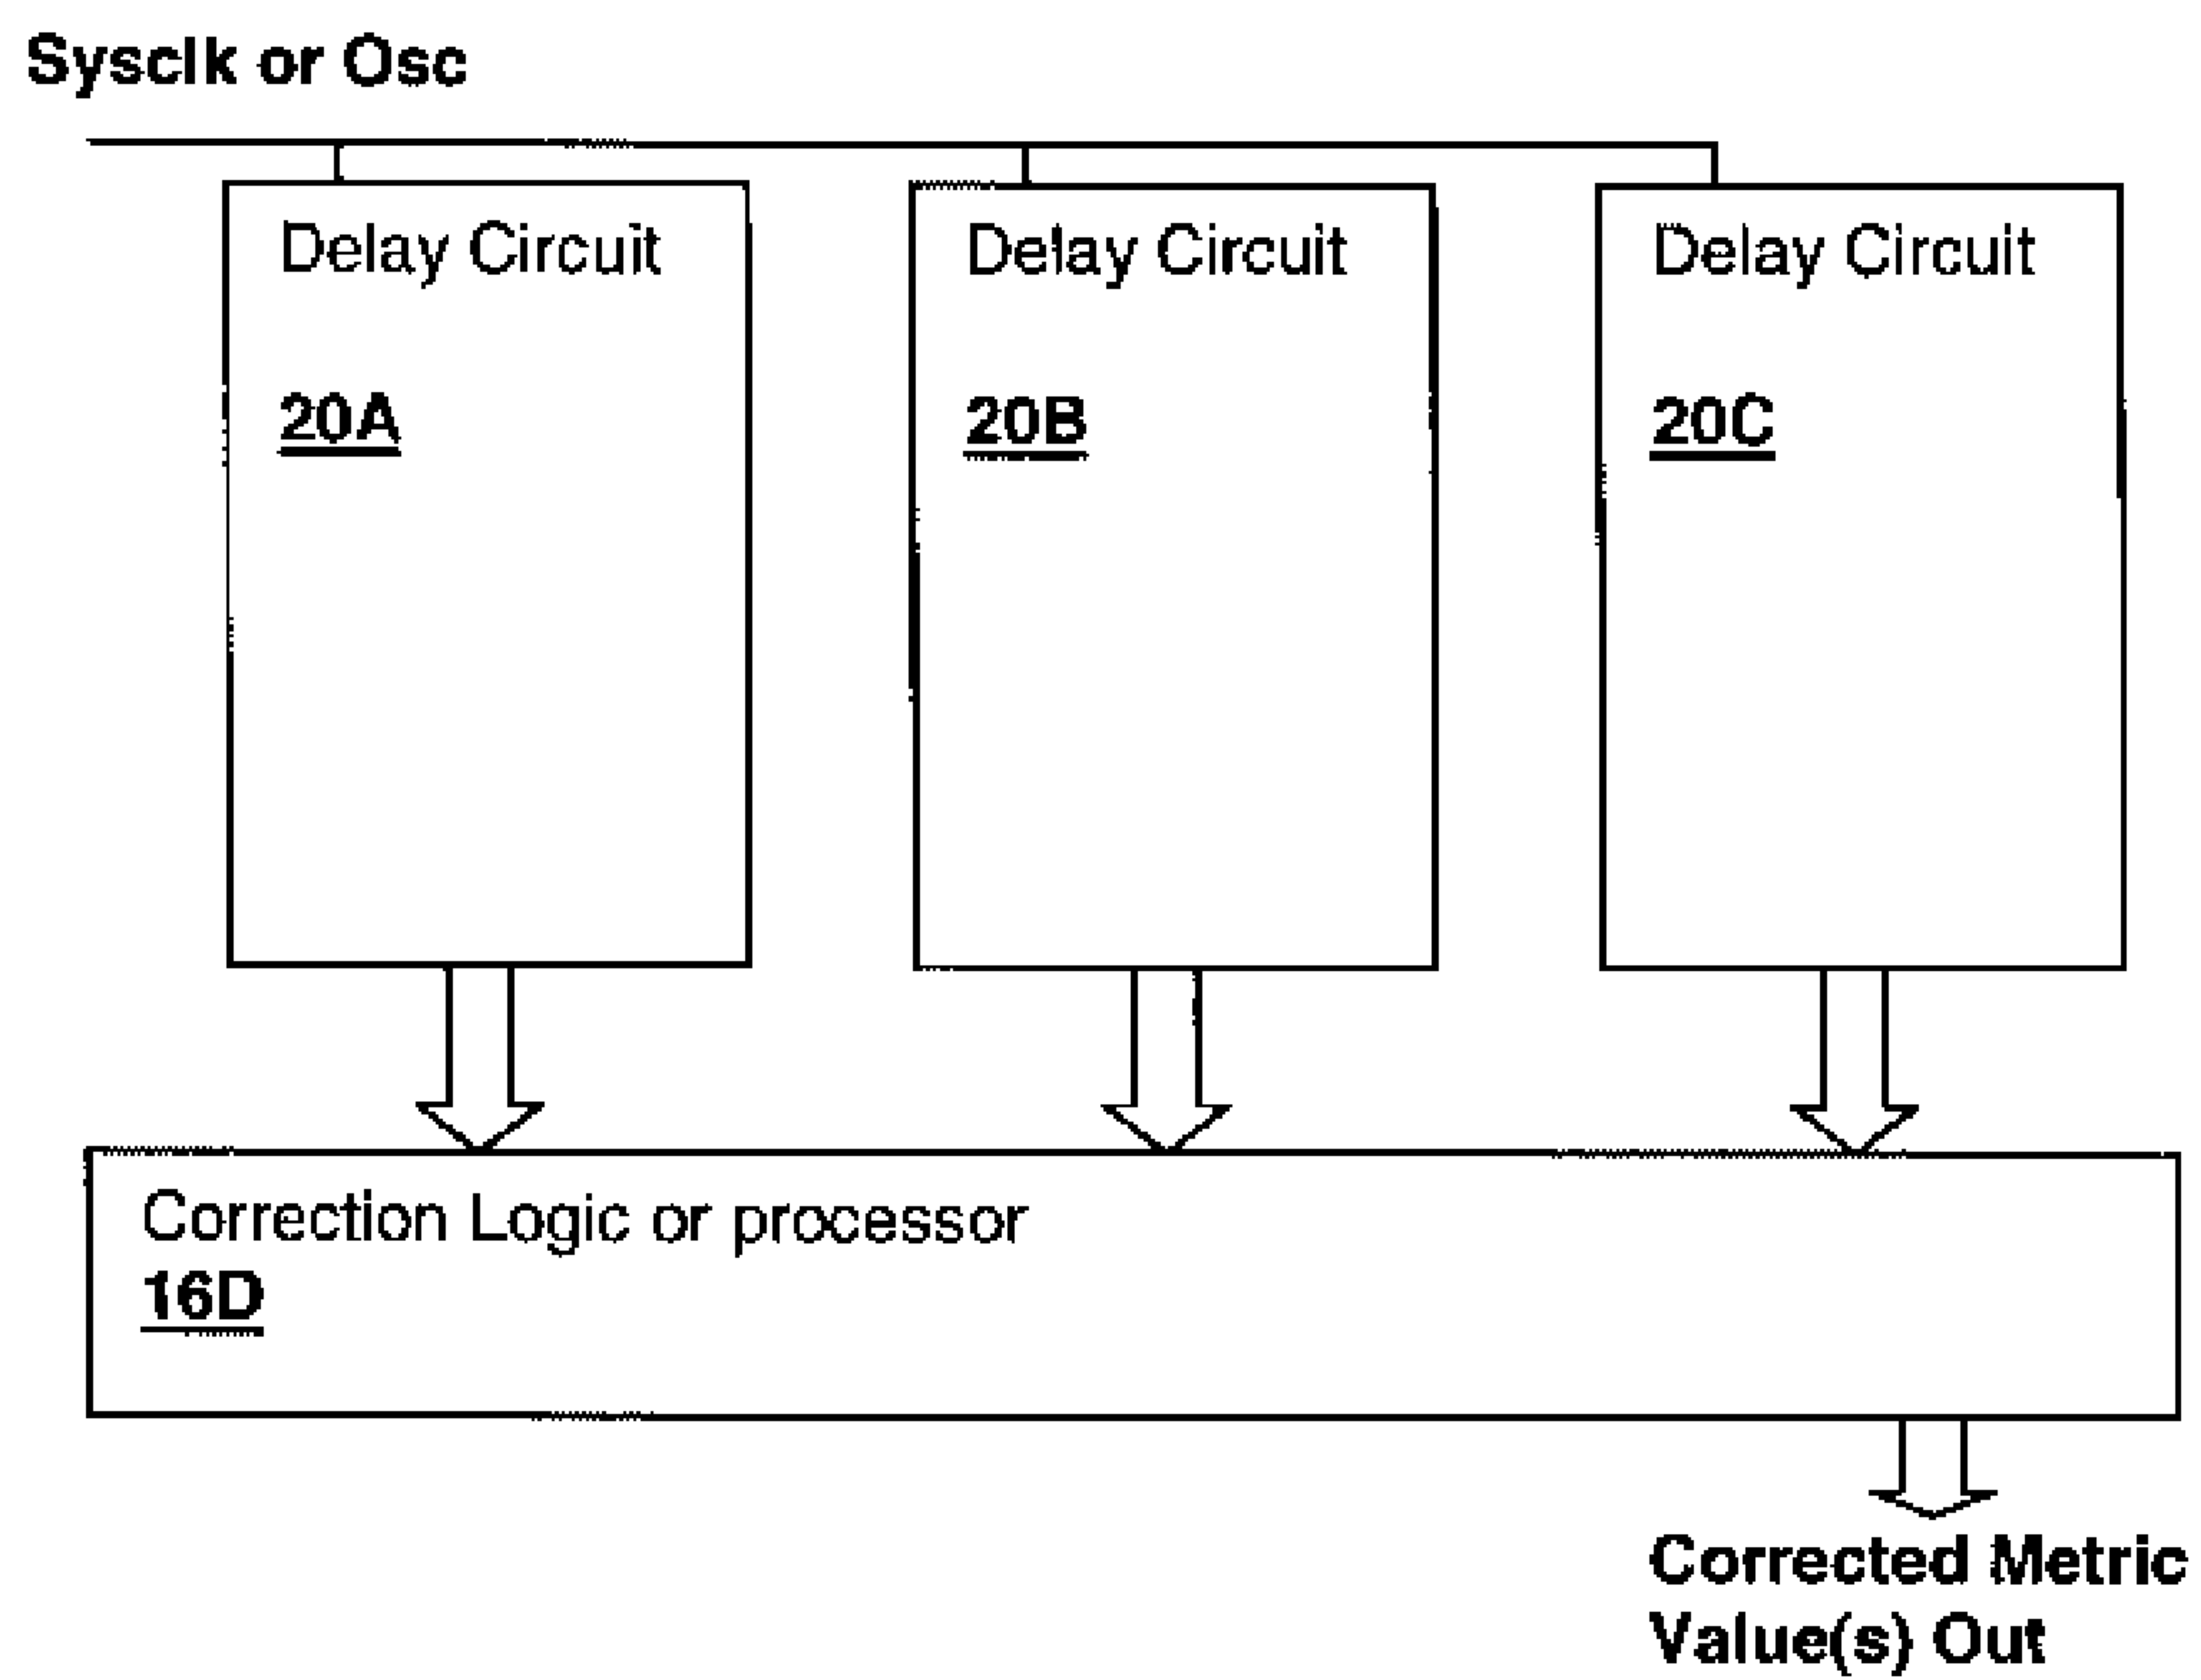 Sysclk or Osc
Delay Circuit
20A
Delay Circuit
20B
Delay Circuit
20C
Correction Logic or processor
16D
Corrected Metric
Value(s) Out